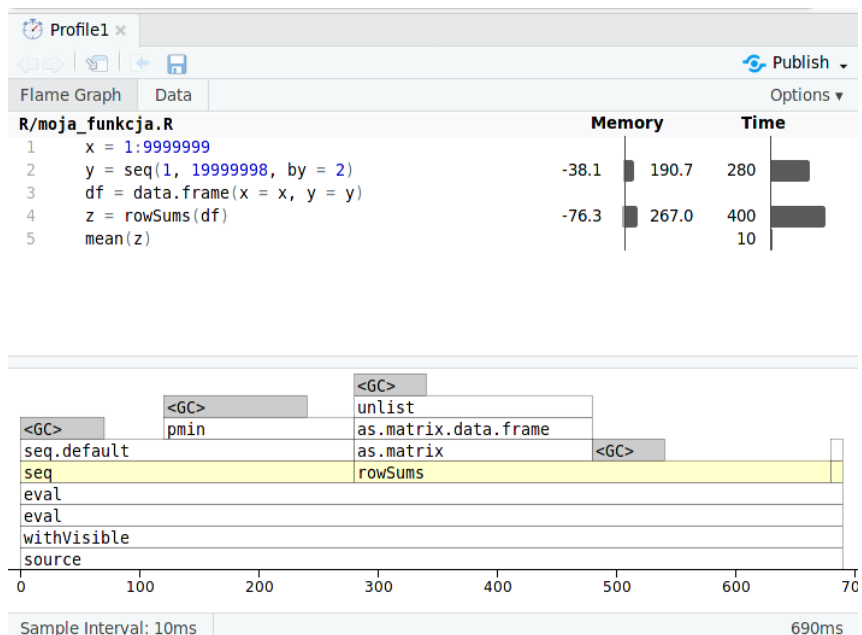 Profile1 ×
Publish
Flame Graph Data Options ▾
R/moja_funkcja.R Memory Time
1 x = 1:9999999
2 y = seq(1, 19999998, by = 2) -38.1 190.7 280
3 df = data.frame(x = x, y = y)
4 z = rowSums(df) -76.3 267.0 400
5 mean(z) 10
<GC>
<GC> unlist
<GC> pmin as.matrix.data.frame
seq.default as.matrix <GC>
seq rowSums
eval
eval
withVisible
source
0 100 200 300 400 500 600 70
Sample Interval: 10ms 690ms